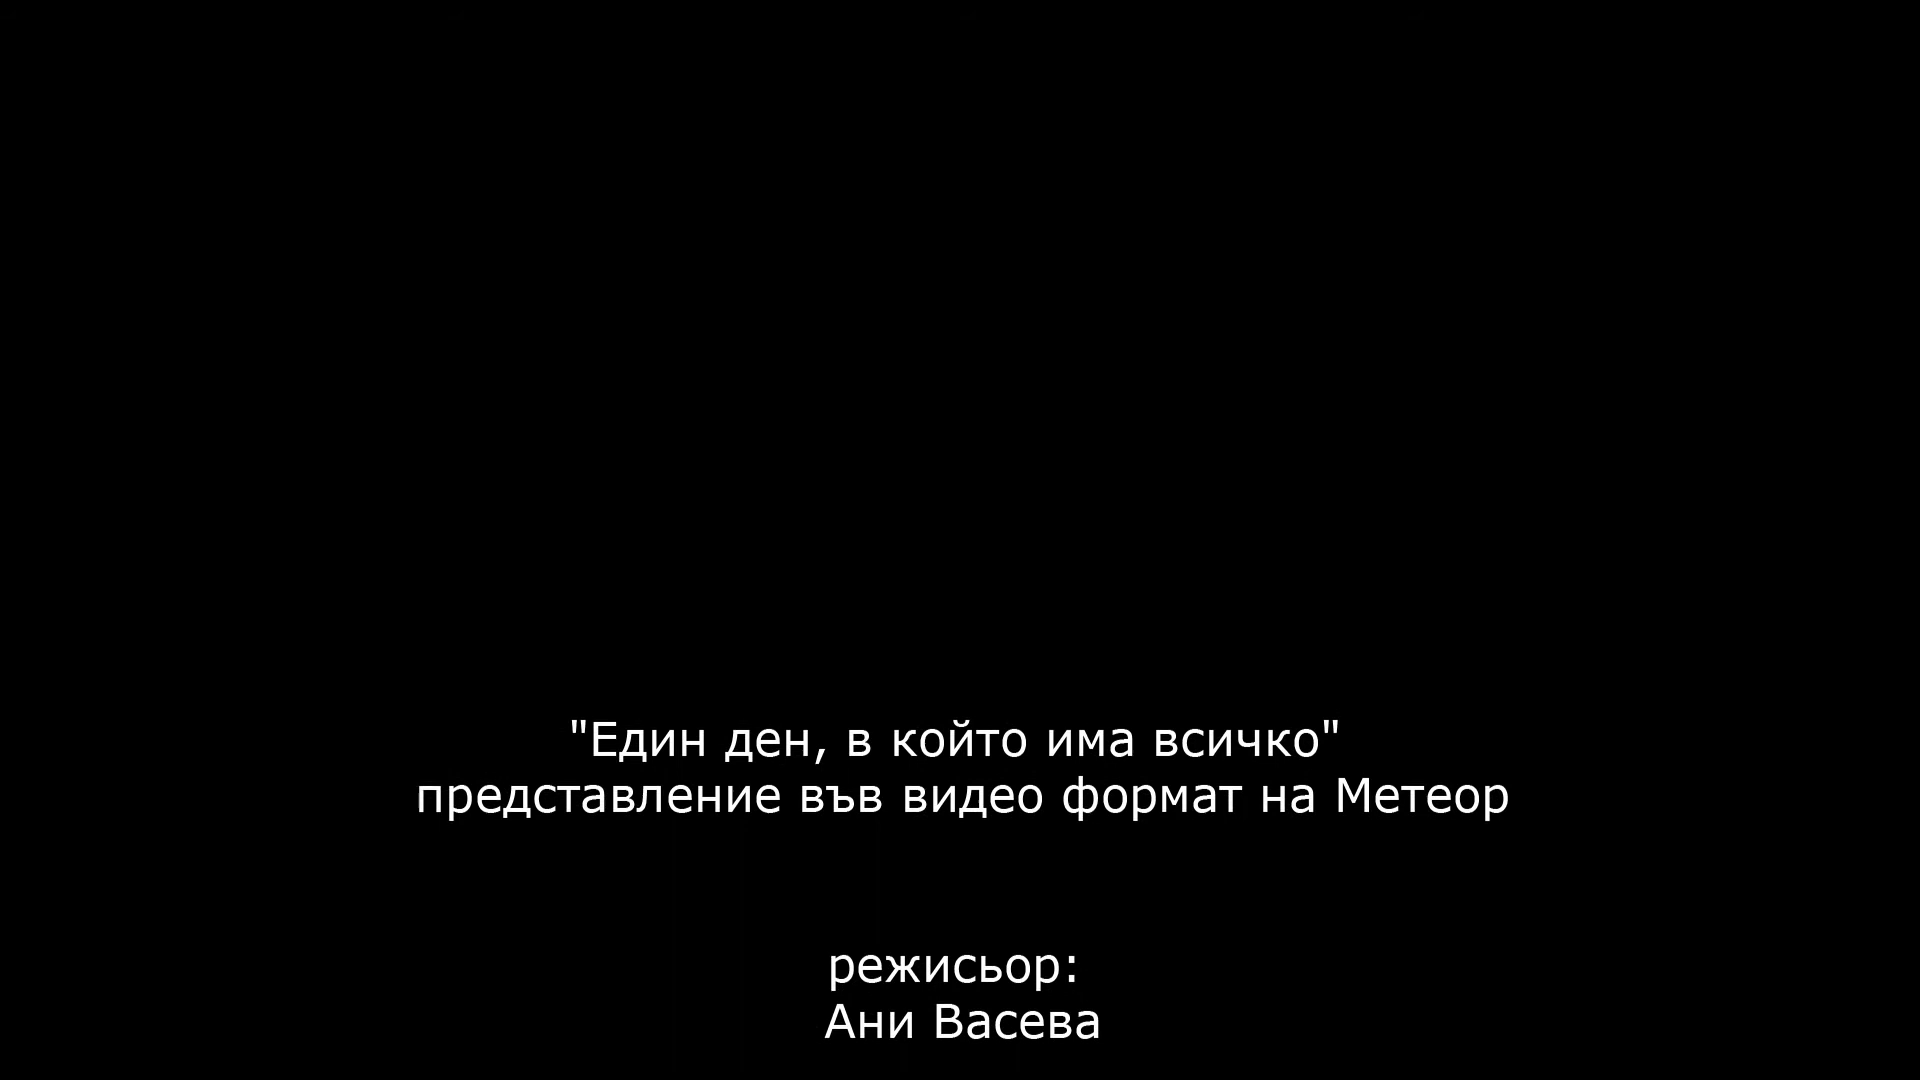 "Един ден, в който има всичко"
представление във видео формат на Метеор
режисьор:
Ани Васева